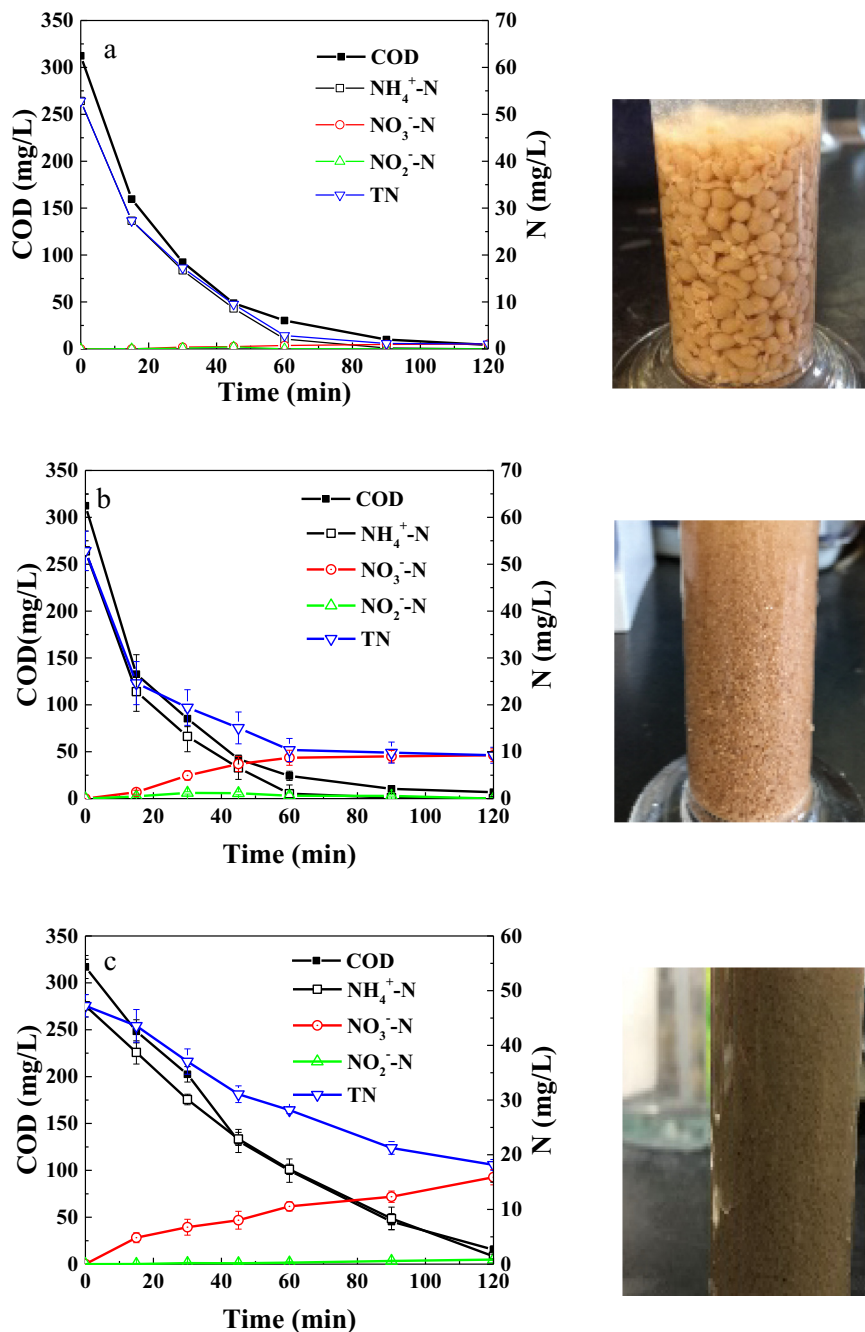 a
COD
NH₄⁺-N
NO₃⁻-N
NO₂⁻-N
TN
COD (mg/L)
350
300
250
200
150
100
50
0
70
60
50
40
30
20
10
0
N (mg/L)
0 20 40 60 80 100 120
Time (min)
b
COD
NH₄⁺-N
NO₃⁻-N
NO₂⁻-N
TN
COD(mg/L)
350
300
250
200
150
100
50
0
70
60
50
40
30
20
10
0
N (mg/L)
0 20 40 60 80 100 120
Time (min)
c
COD
NH₄⁺-N
NO₃⁻-N
NO₂⁻-N
TN
COD (mg/L)
350
300
250
200
150
100
50
0
60
50
40
30
20
10
0
N (mg/L)
0 20 40 60 80 100 120
Time (min)